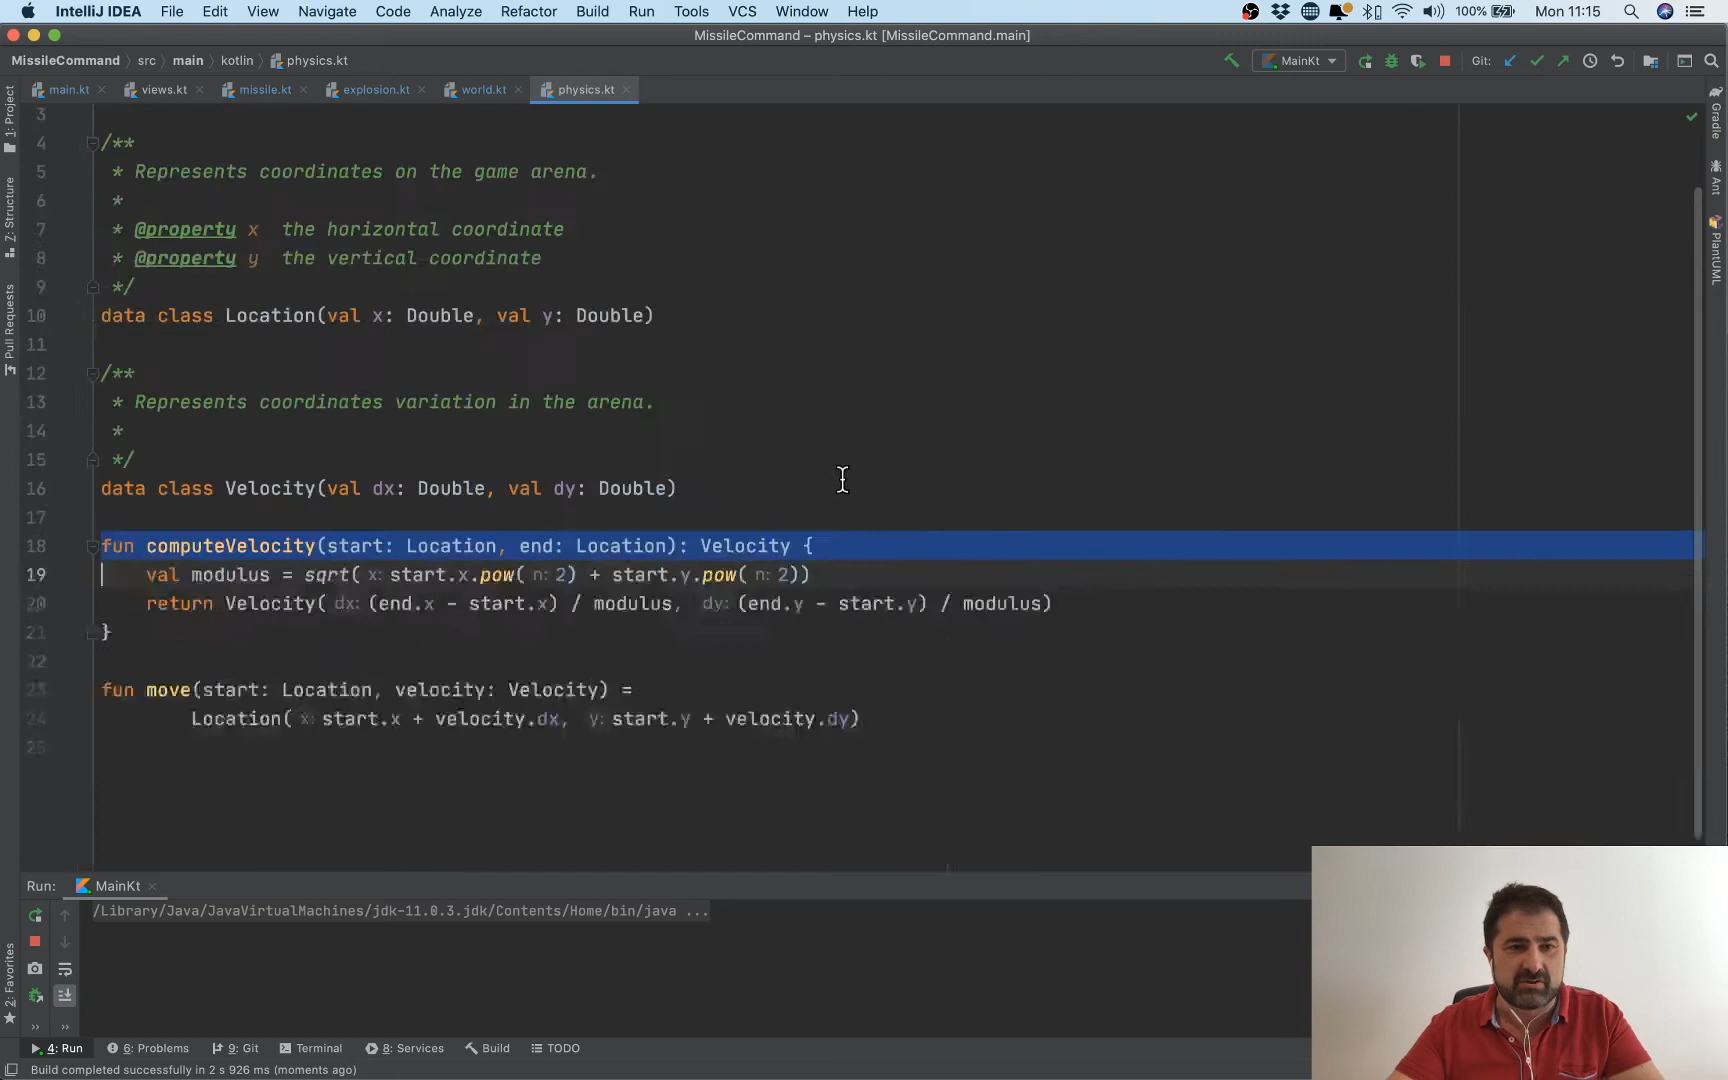 IntelliJ IDEA File Edit View Navigate Code Analyze Refactor Build Run Tools VCS Window Help 100% Mon 11:15
MissileCommand – physics.kt [MissileCommand.main]
MissileCommand src main kotlin physics.kt MainKt Git:
main.kt views.kt missile.kt explosion.kt world.kt physics.kt
1: Project
Z: Structure
Pull Requests
2: Favorites
Gradle
Ant
PlantUML
3
4 /**
5 * Represents coordinates on the game arena.
6 *
7 * @property x the horizontal coordinate
8 * @property y the vertical coordinate
9 */
10 data class Location(val x: Double, val y: Double)
11
12 /**
13 * Represents coordinates variation in the arena.
14 *
15 */
16 data class Velocity(val dx: Double, val dy: Double)
17
18 fun computeVelocity(start: Location, end: Location): Velocity {
19 val modulus = sqrt( x: start.x.pow( n: 2) + start.y.pow( n: 2))
20 return Velocity( dx: (end.x - start.x) / modulus, dy: (end.y - start.y) / modulus)
21 }
22
23 fun move(start: Location, velocity: Velocity) =
24 Location( x: start.x + velocity.dx, y: start.y + velocity.dy)
25
Run: MainKt
/Library/Java/JavaVirtualMachines/jdk-11.0.3.jdk/Contents/Home/bin/java ...
4: Run 6: Problems 9: Git Terminal 8: Services Build TODO
Build completed successfully in 2 s 926 ms (moments ago)